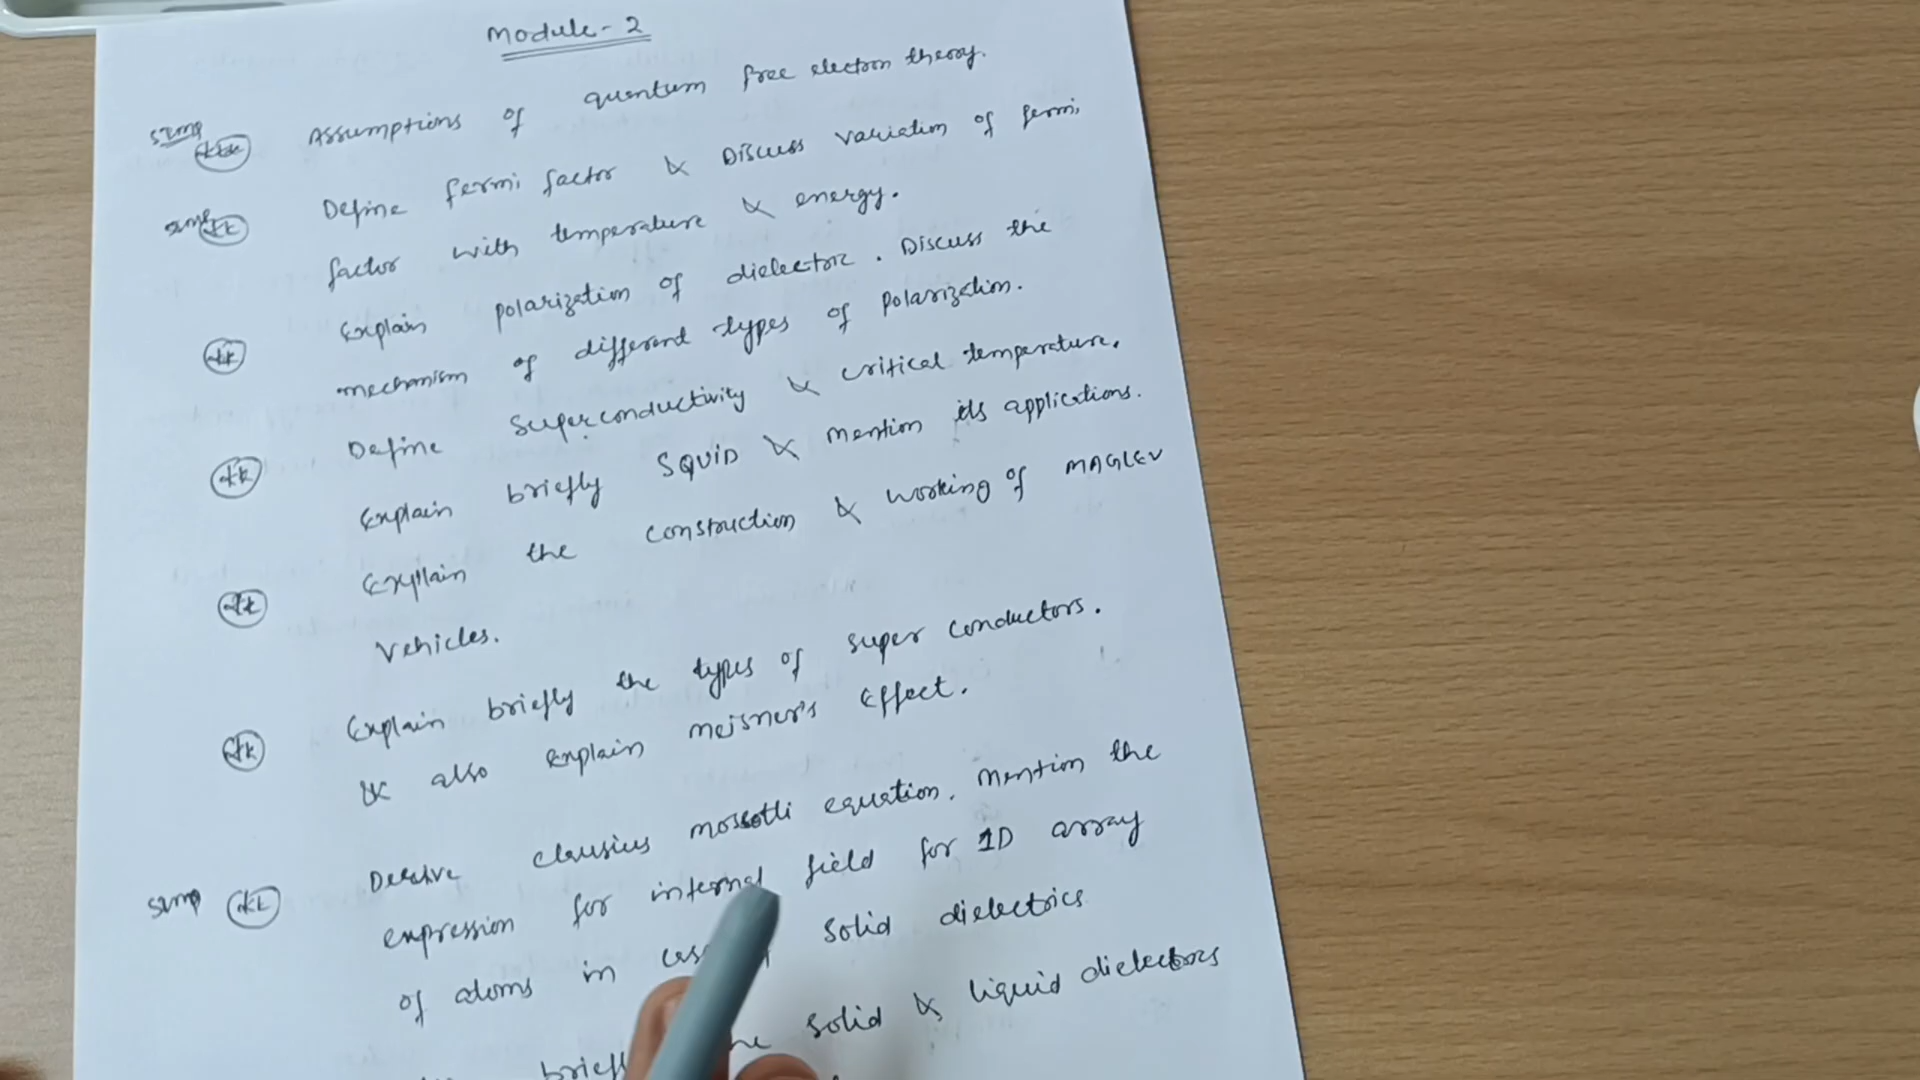 Module - 2
simp Assumptions of quantum free electron theory.
simp Define fermi factor & Discuss variation of fermi
factor with temperature & energy.
Explain polarization of dielectric. Discuss the
mechanism of different types of polarization.
Define superconductivity & critical temperature.
Explain briefly SQUID & mention its applications.
Explain the construction & working of MAGLEV
vehicles.
Explain briefly the types of super conductors.
& also explain meisner's Effect.
simp Derive clausius mossotti equation. Mention the
expression for internal field for 1D array
of atoms in solid dielectrics
briefly solid & liquid dielectrics